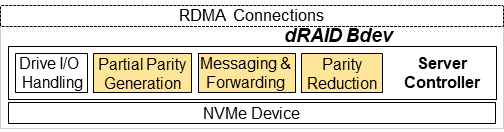 RDMA Connections
dRAID Bdev
Drive I/O Handling
Partial Parity Generation
Messaging & Forwarding
Parity Reduction
Server Controller
NVMe Device